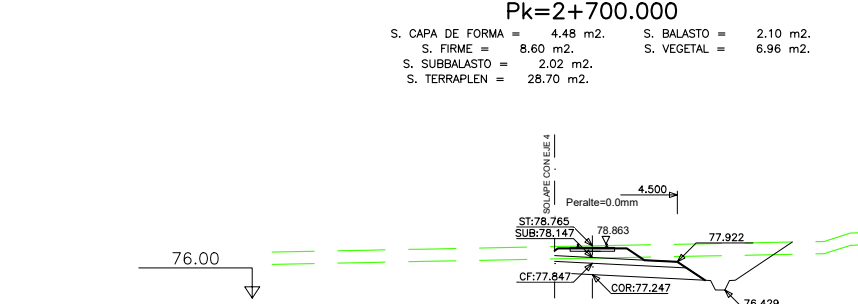 Pk=2+700.000
S. CAPA DE FORMA = 4.48 m2. S. BALASTO = 2.10 m2.
S. FIRME = 8.60 m2. S. VEGETAL = 6.96 m2.
S. SUBBALASTO = 2.02 m2.
S. TERRAPLEN = 28.70 m2.
SOLAPE CON EJE 4
4.500
Peralte=0.0mm
ST:78.765
SUB:78.147
78.863
77.922
76.00
CF:77.847
COR:77.247
76.429